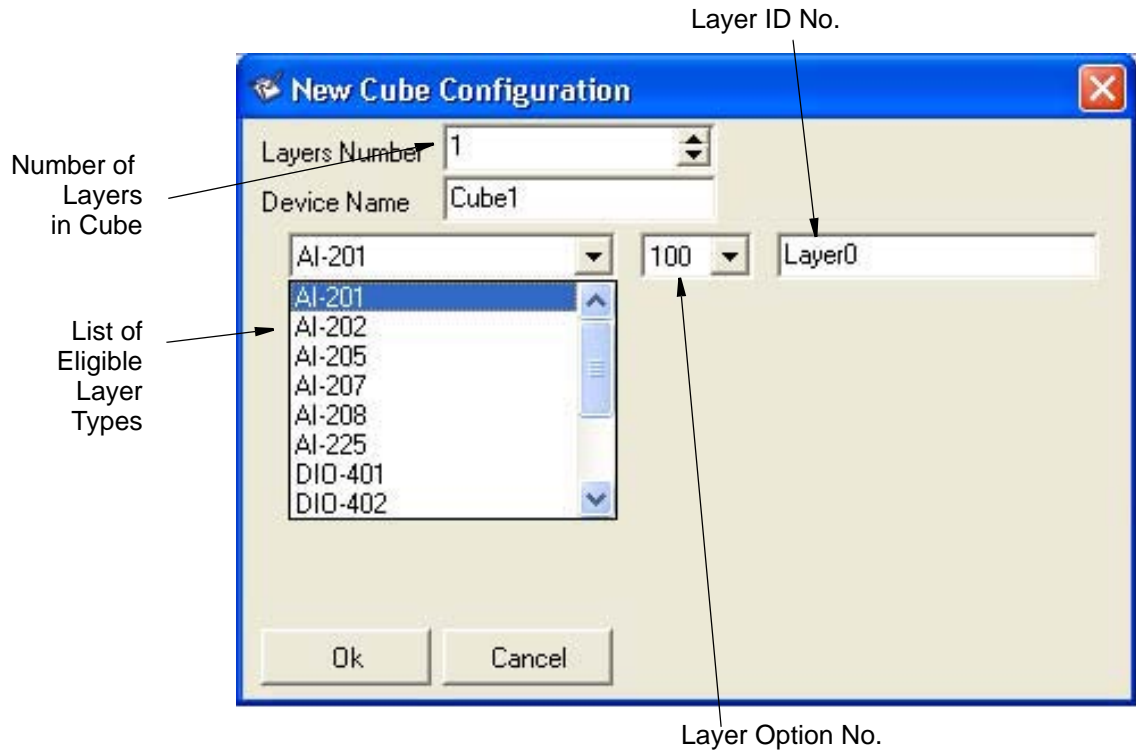 Layer ID No.
New Cube Configuration
Number of
Layers
in Cube
Layers Number
1
Device Name
Cube1
AI-201
100
Layer0
List of
Eligible
Layer
Types
AI-201
AI-202
AI-205
AI-207
AI-208
AI-225
DIO-401
DIO-402
Ok
Cancel
Layer Option No.